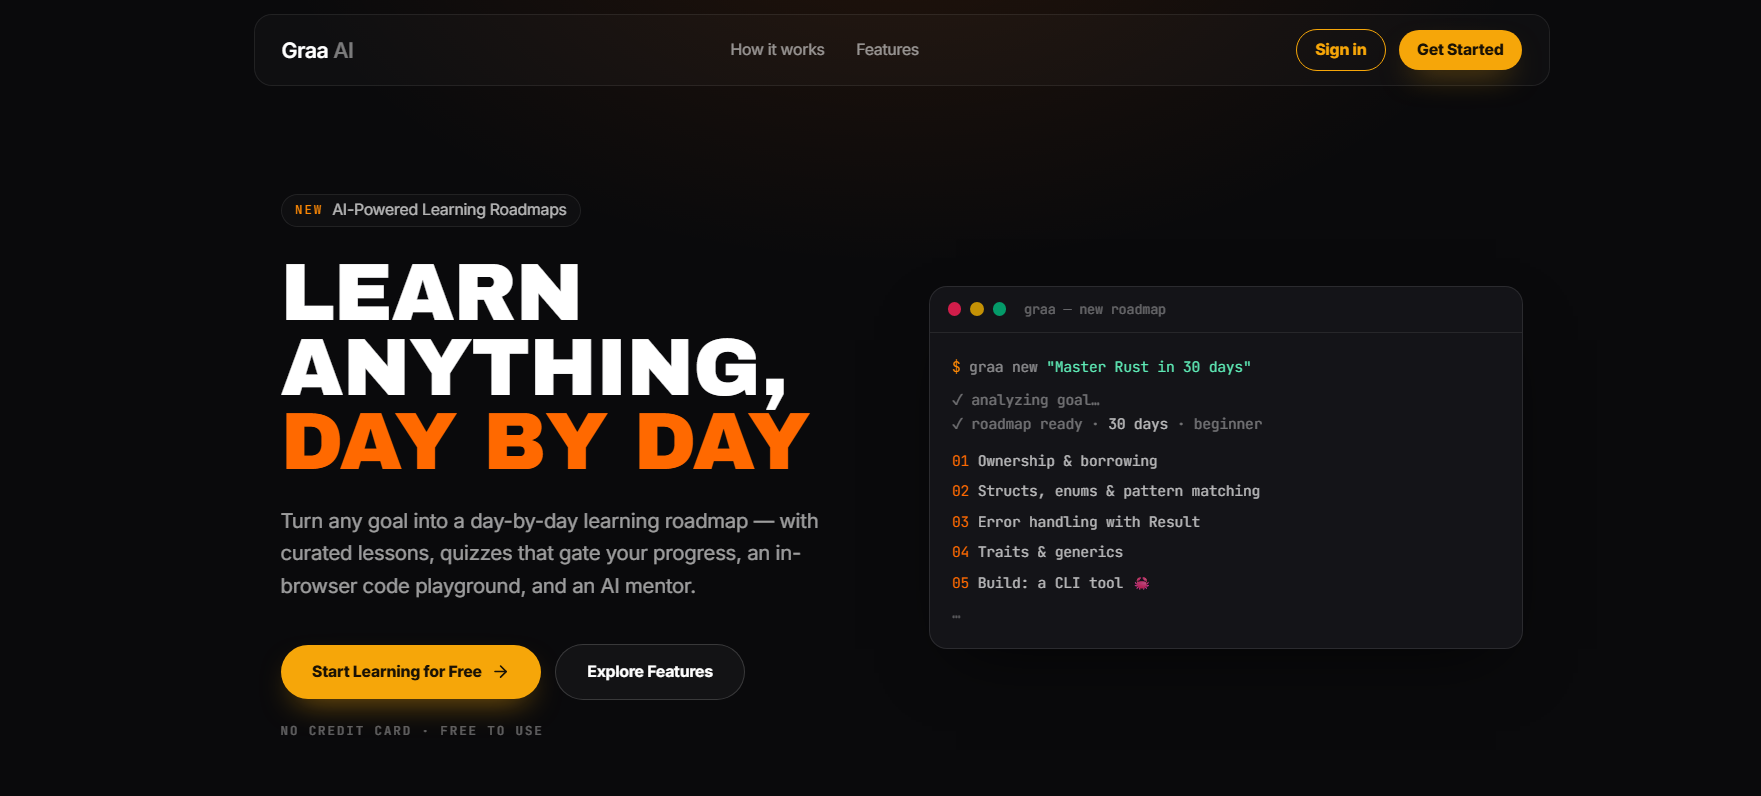 Graa AI
How it works
Features
Sign in
Get Started
NEW AI-Powered Learning Roadmaps
LEARN
ANYTHING,
DAY BY DAY
Turn any goal into a day-by-day learning roadmap — with
curated lessons, quizzes that gate your progress, an in-
browser code playground, and an AI mentor.
Start Learning for Free →
Explore Features
NO CREDIT CARD · FREE TO USE
graa — new roadmap
$ graa new "Master Rust in 30 days"
✓ analyzing goal…
✓ roadmap ready · 30 days · beginner
01 Ownership & borrowing
02 Structs, enums & pattern matching
03 Error handling with Result
04 Traits & generics
05 Build: a CLI tool 🦀
…